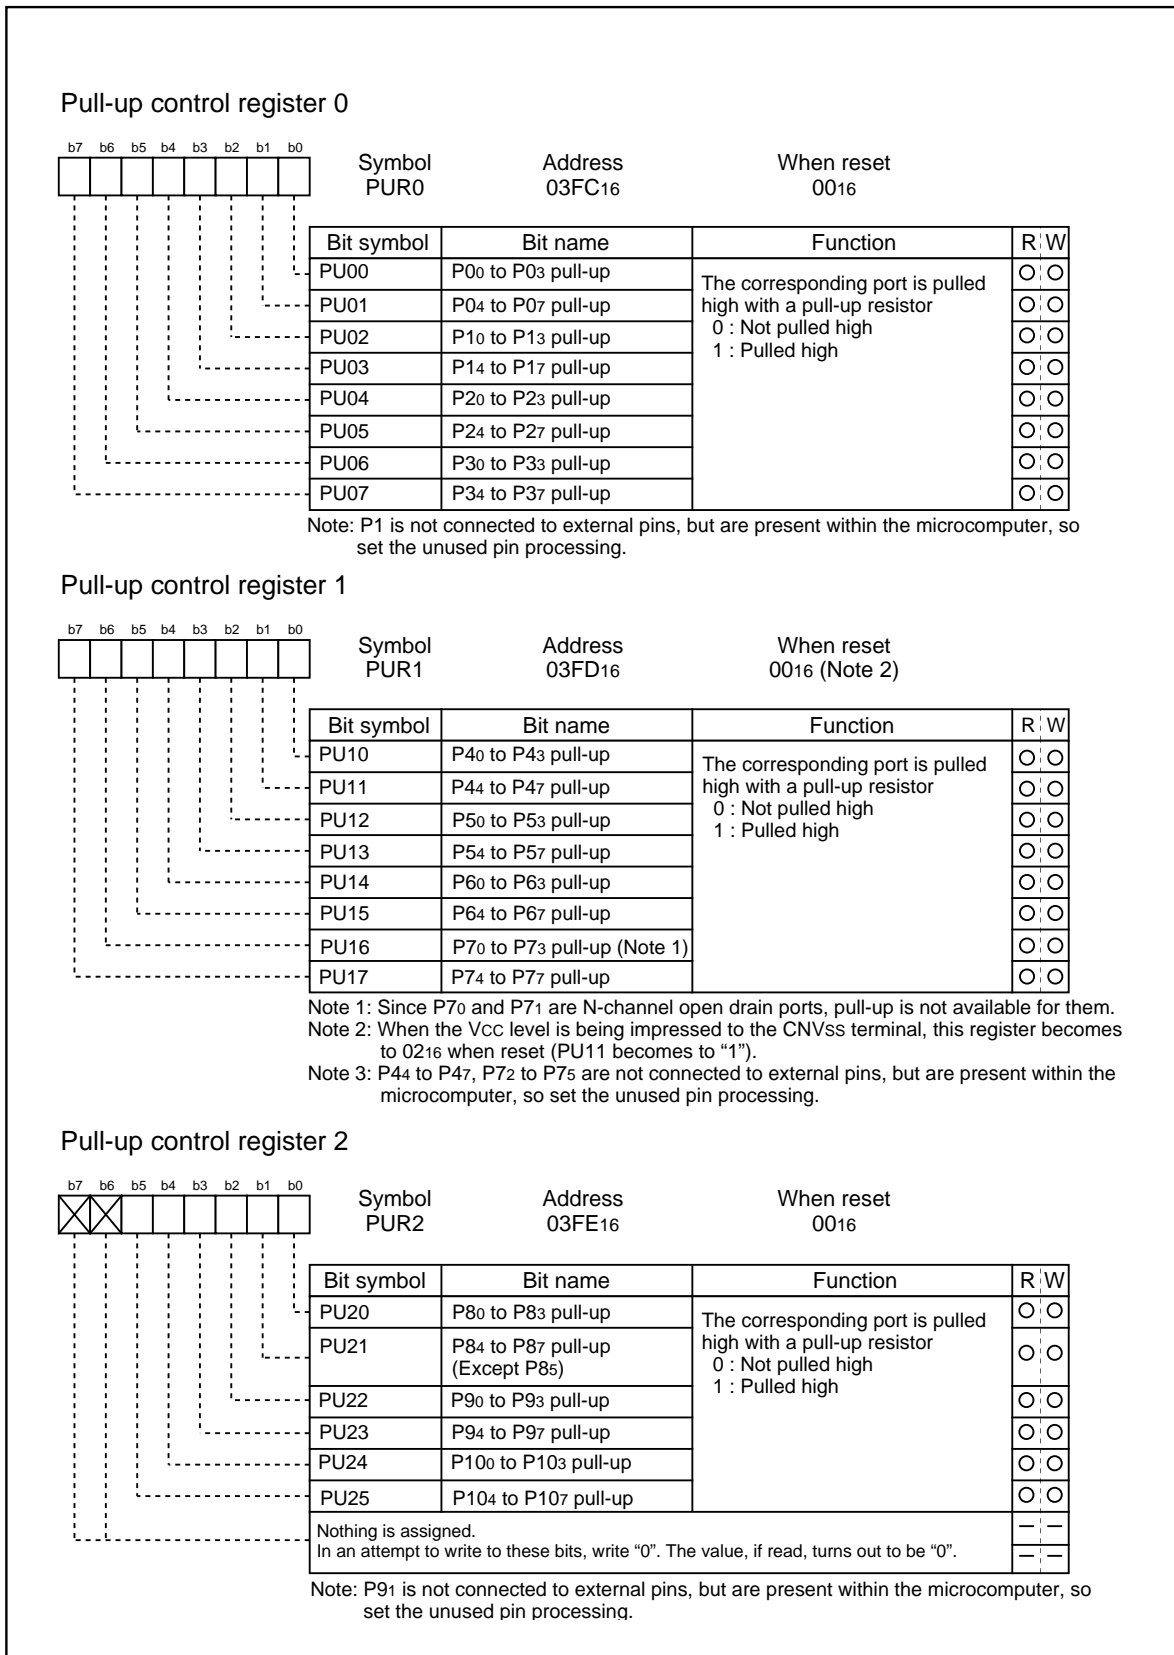 Pull-up control register 0
b7 b6 b5 b4 b3 b2 b1 b0
Symbol Address When reset
PUR0 03FC16 0016
Bit symbol Bit name Function R W
PU00 P00 to P03 pull-up The corresponding port is pulled
PU01 P04 to P07 pull-up high with a pull-up resistor
PU02 P10 to P13 pull-up 0 : Not pulled high
PU03 P14 to P17 pull-up 1 : Pulled high
PU04 P20 to P23 pull-up
PU05 P24 to P27 pull-up
PU06 P30 to P33 pull-up
PU07 P34 to P37 pull-up
Note: P1 is not connected to external pins, but are present within the microcomputer, so
set the unused pin processing.
Pull-up control register 1
b7 b6 b5 b4 b3 b2 b1 b0
Symbol Address When reset
PUR1 03FD16 0016 (Note 2)
Bit symbol Bit name Function R W
PU10 P40 to P43 pull-up The corresponding port is pulled
PU11 P44 to P47 pull-up high with a pull-up resistor
PU12 P50 to P53 pull-up 0 : Not pulled high
PU13 P54 to P57 pull-up 1 : Pulled high
PU14 P60 to P63 pull-up
PU15 P64 to P67 pull-up
PU16 P70 to P73 pull-up (Note 1)
PU17 P74 to P77 pull-up
Note 1: Since P70 and P71 are N-channel open drain ports, pull-up is not available for them.
Note 2: When the VCC level is being impressed to the CNVSS terminal, this register becomes
to 0216 when reset (PU11 becomes to “1”).
Note 3: P44 to P47, P72 to P75 are not connected to external pins, but are present within the
microcomputer, so set the unused pin processing.
Pull-up control register 2
b7 b6 b5 b4 b3 b2 b1 b0
Symbol Address When reset
PUR2 03FE16 0016
Bit symbol Bit name Function R W
PU20 P80 to P83 pull-up The corresponding port is pulled
PU21 P84 to P87 pull-up high with a pull-up resistor
(Except P85) 0 : Not pulled high
PU22 P90 to P93 pull-up 1 : Pulled high
PU23 P94 to P97 pull-up
PU24 P100 to P103 pull-up
PU25 P104 to P107 pull-up
Nothing is assigned.
In an attempt to write to these bits, write “0”. The value, if read, turns out to be “0”.
Note: P91 is not connected to external pins, but are present within the microcomputer, so
set the unused pin processing.